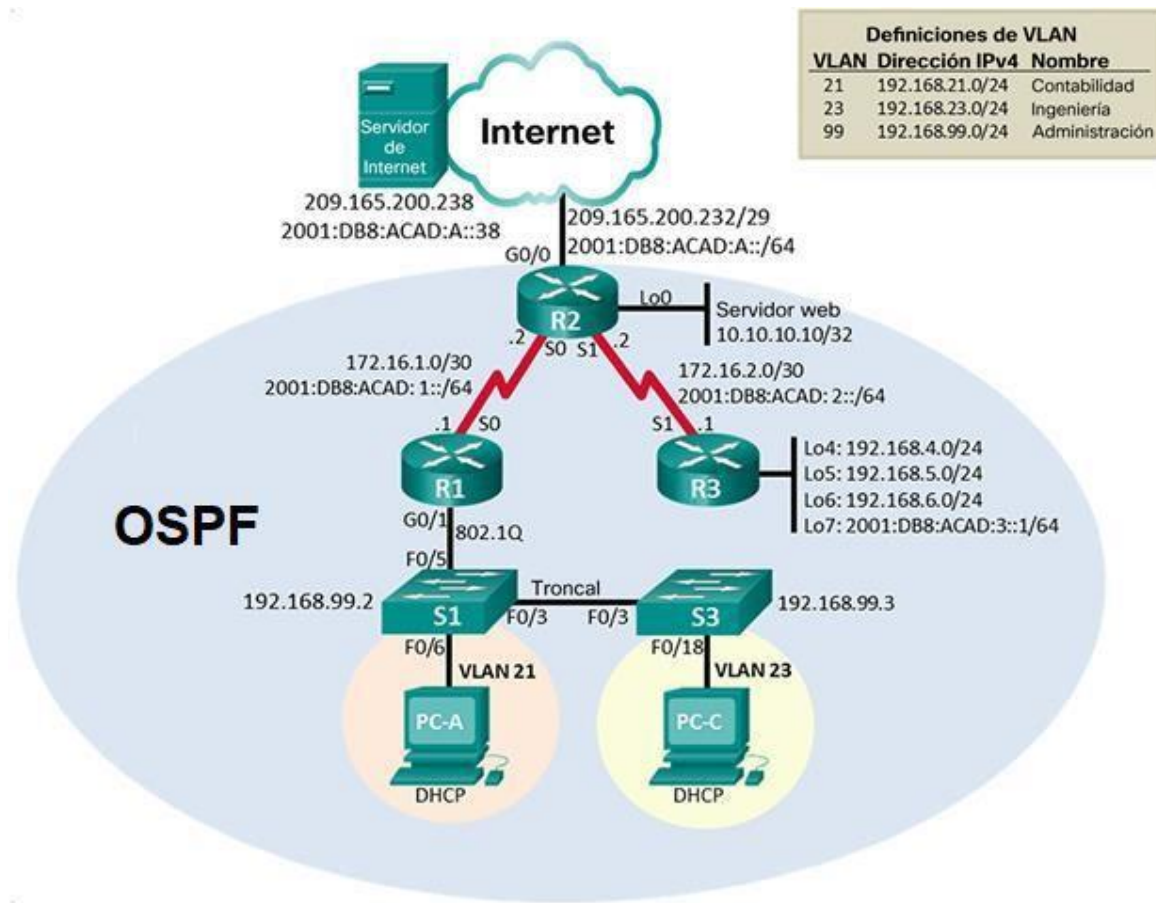 Definiciones de VLAN
VLAN Dirección IPv4 Nombre
21 192.168.21.0/24 Contabilidad
23 192.168.23.0/24 Ingeniería
99 192.168.99.0/24 Administración
Servidor
de
Internet
Internet
209.165.200.238
2001:DB8:ACAD:A::38
209.165.200.232/29
2001:DB8:ACAD:A::/64
G0/0
R2
Lo0
Servidor web
10.10.10.10/32
.2
S0
S1
.2
172.16.1.0/30
2001:DB8:ACAD: 1::/64
172.16.2.0/30
2001:DB8:ACAD: 2::/64
.1
S0
S1
.1
R1
R3
Lo4: 192.168.4.0/24
Lo5: 192.168.5.0/24
Lo6: 192.168.6.0/24
Lo7: 2001:DB8:ACAD:3::1/64
OSPF
G0/1
802.1Q
F0/5
Troncal
192.168.99.2
S1
F0/3
F0/3
S3
192.168.99.3
F0/6
VLAN 21
F0/18
VLAN 23
PC-A
PC-C
DHCP
DHCP